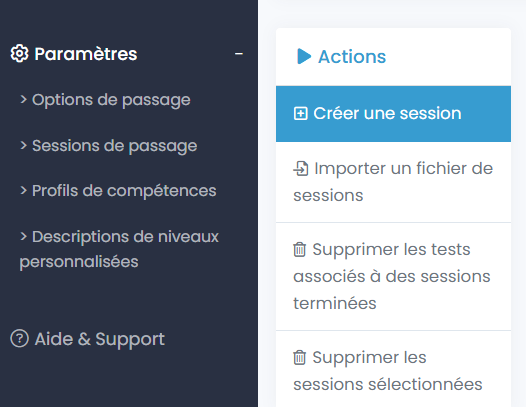 Paramètres –
> Options de passage
> Sessions de passage
> Profils de compétences
> Descriptions de niveaux
personnalisées
Aide & Support
Actions
Créer une session
Importer un fichier de
sessions
Supprimer les tests
associés à des sessions
terminées
Supprimer les
sessions sélectionnées